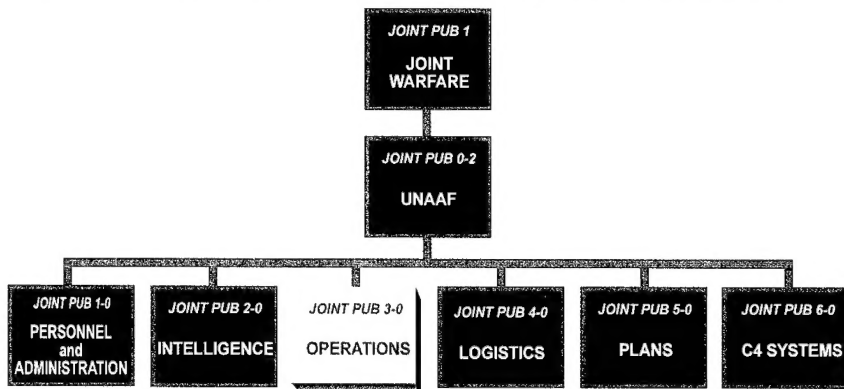 JOINT PUB 1
JOINT
WARFARE
JOINT PUB 0-2
UNAAF
JOINT PUB 1-0
PERSONNEL
and
ADMINISTRATION
JOINT PUB 2-0
INTELLIGENCE
JOINT PUB 3-0
OPERATIONS
JOINT PUB 4-0
LOGISTICS
JOINT PUB 5-0
PLANS
JOINT PUB 6-0
C4 SYSTEMS